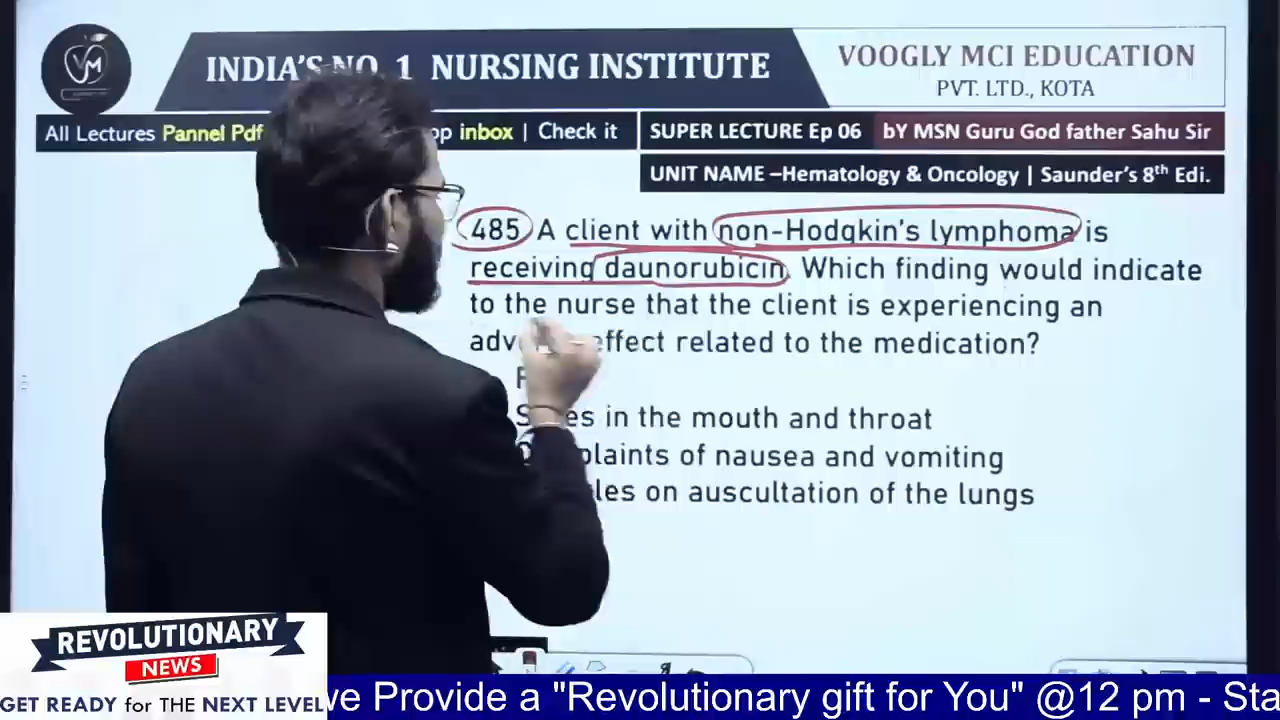 INDIA'S NO. 1 NURSING INSTITUTE
VOOGLY MCI EDUCATION
PVT. LTD., KOTA
VM
All Lectures Pannel Pdf
inbox | Check it
SUPER LECTURE Ep 06
bY MSN Guru God father Sahu Sir
UNIT NAME –Hematology & Oncology | Saunder's 8th Edi.
485 A client with non-Hodgkin's lymphoma is
receiving daunorubicin. Which finding would indicate
to the nurse that the client is experiencing an
effect related to the medication?
in the mouth and throat
of nausea and vomiting
on auscultation of the lungs
REVOLUTIONARY
NEWS
GET READY for THE NEXT LEVEL
we Provide a "Revolutionary gift for You" @12 pm - Sta